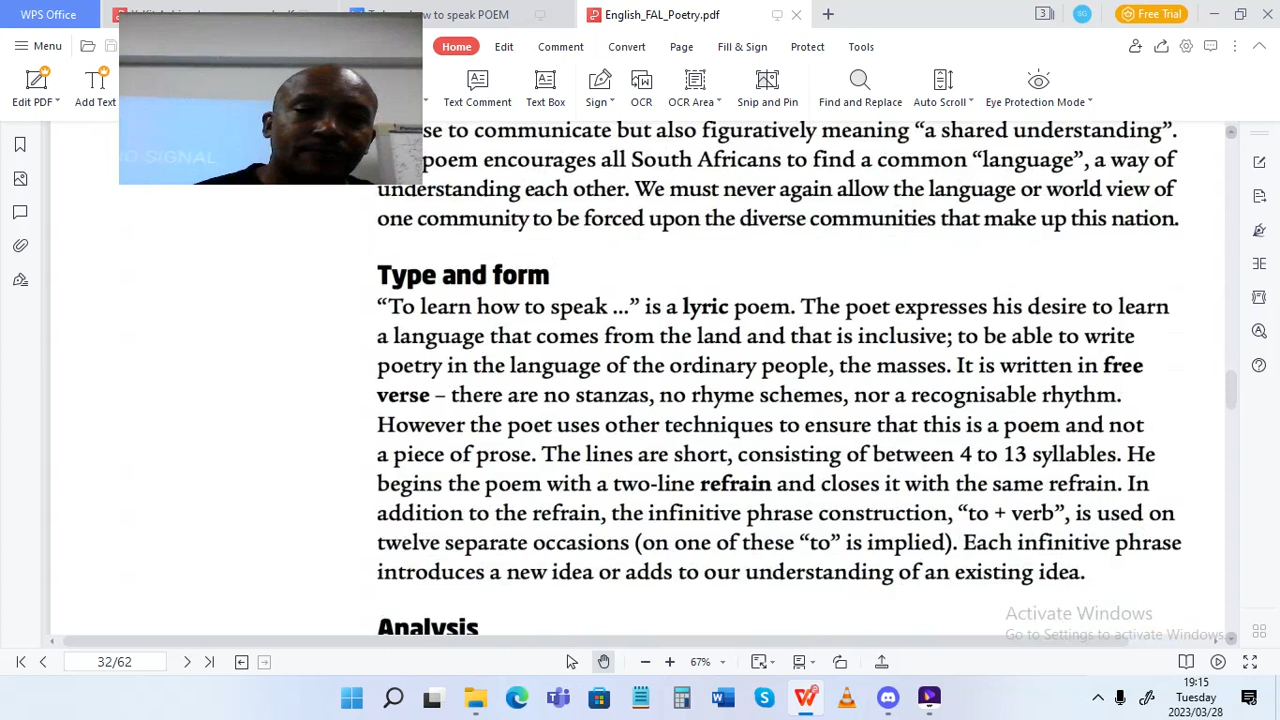 WPS Office
how to speak POEM
English_FAL_Poetry.pdf
Free Trial
Menu
Home Edit Comment Convert Page Fill & Sign Protect Tools
Edit PDF Add Text Text Comment Text Box Sign OCR OCR Area Snip and Pin Find and Replace Auto Scroll Eye Protection Mode
NO SIGNAL
to communicate but also figuratively meaning “a shared understanding”.
poem encourages all South Africans to find a common “language”, a way of
understanding each other. We must never again allow the language or world view of
one community to be forced upon the diverse communities that make up this nation.
Type and form
“To learn how to speak ...” is a lyric poem. The poet expresses his desire to learn
a language that comes from the land and that is inclusive; to be able to write
poetry in the language of the ordinary people, the masses. It is written in free
verse – there are no stanzas, no rhyme schemes, nor a recognisable rhythm.
However the poet uses other techniques to ensure that this is a poem and not
a piece of prose. The lines are short, consisting of between 4 to 13 syllables. He
begins the poem with a two-line refrain and closes it with the same refrain. In
addition to the refrain, the infinitive phrase construction, “to + verb”, is used on
twelve separate occasions (on one of these “to” is implied). Each infinitive phrase
introduces a new idea or adds to our understanding of an existing idea.
Analysis
Activate Windows
Go to Settings to activate Windows.
32/62
67%
19:15
Tuesday
2023/03/28